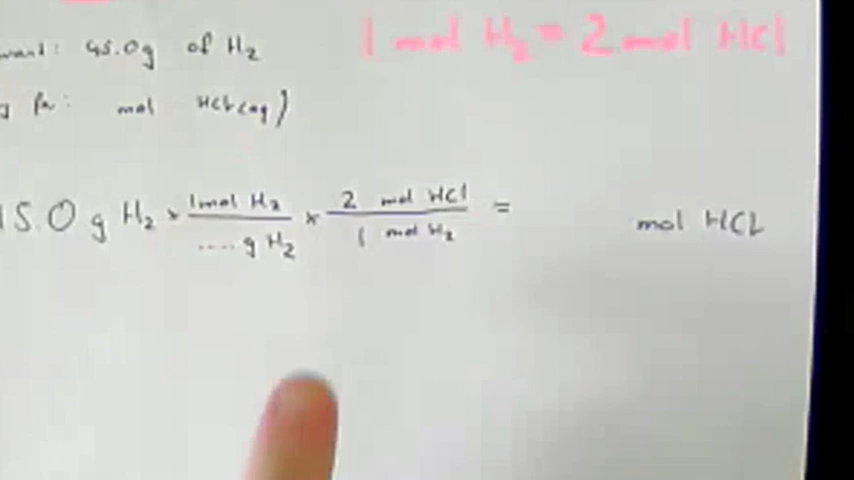 1 mol H₂ = 2 mol HCl
want: 45.0g of H₂
mol HCl(aq)
5.0 g H₂ × 1mol H₂ / ....g H₂ × 2 mol HCl / 1 mol H₂ = mol HCl